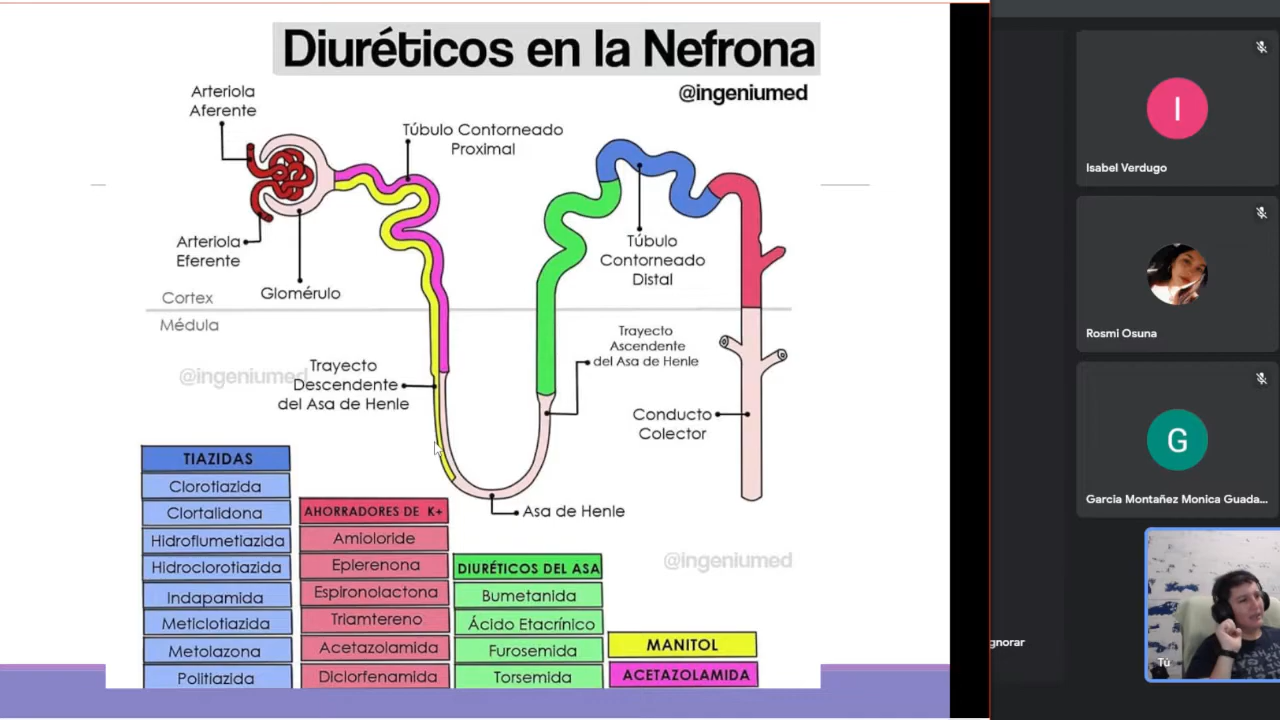 Diuréticos en la Nefrona
@ingeniumed
Arteriola
Aferente
Túbulo Contorneado
Proximal
Arteriola
Eferente
Glomérulo
Túbulo
Contorneado
Distal
Cortex
Médula
Trayecto
Ascendente
del Asa de Henle
@ingeniumed
Trayecto
Descendente
del Asa de Henle
Conducto
Colector
Asa de Henle
@ingeniumed
TIAZIDAS
Clorotiazida
Clortalidona
Hidroflumetiazida
Hidroclorotiazida
Indapamida
Meticlotiazida
Metolazona
Politiazida
AHORRADORES DE K+
Amioloride
Eplerenona
Espironolactona
Triamtereno
Acetazolamida
Diclorfenamida
DIURÉTICOS DEL ASA
Bumetanida
Ácido Etacrínico
Furosemida
Torsemida
MANITOL
ACETAZOLAMIDA
I
Isabel Verdugo
Rosmi Osuna
G
Garcia Montañez Monica Guada...
gnorar
Tú